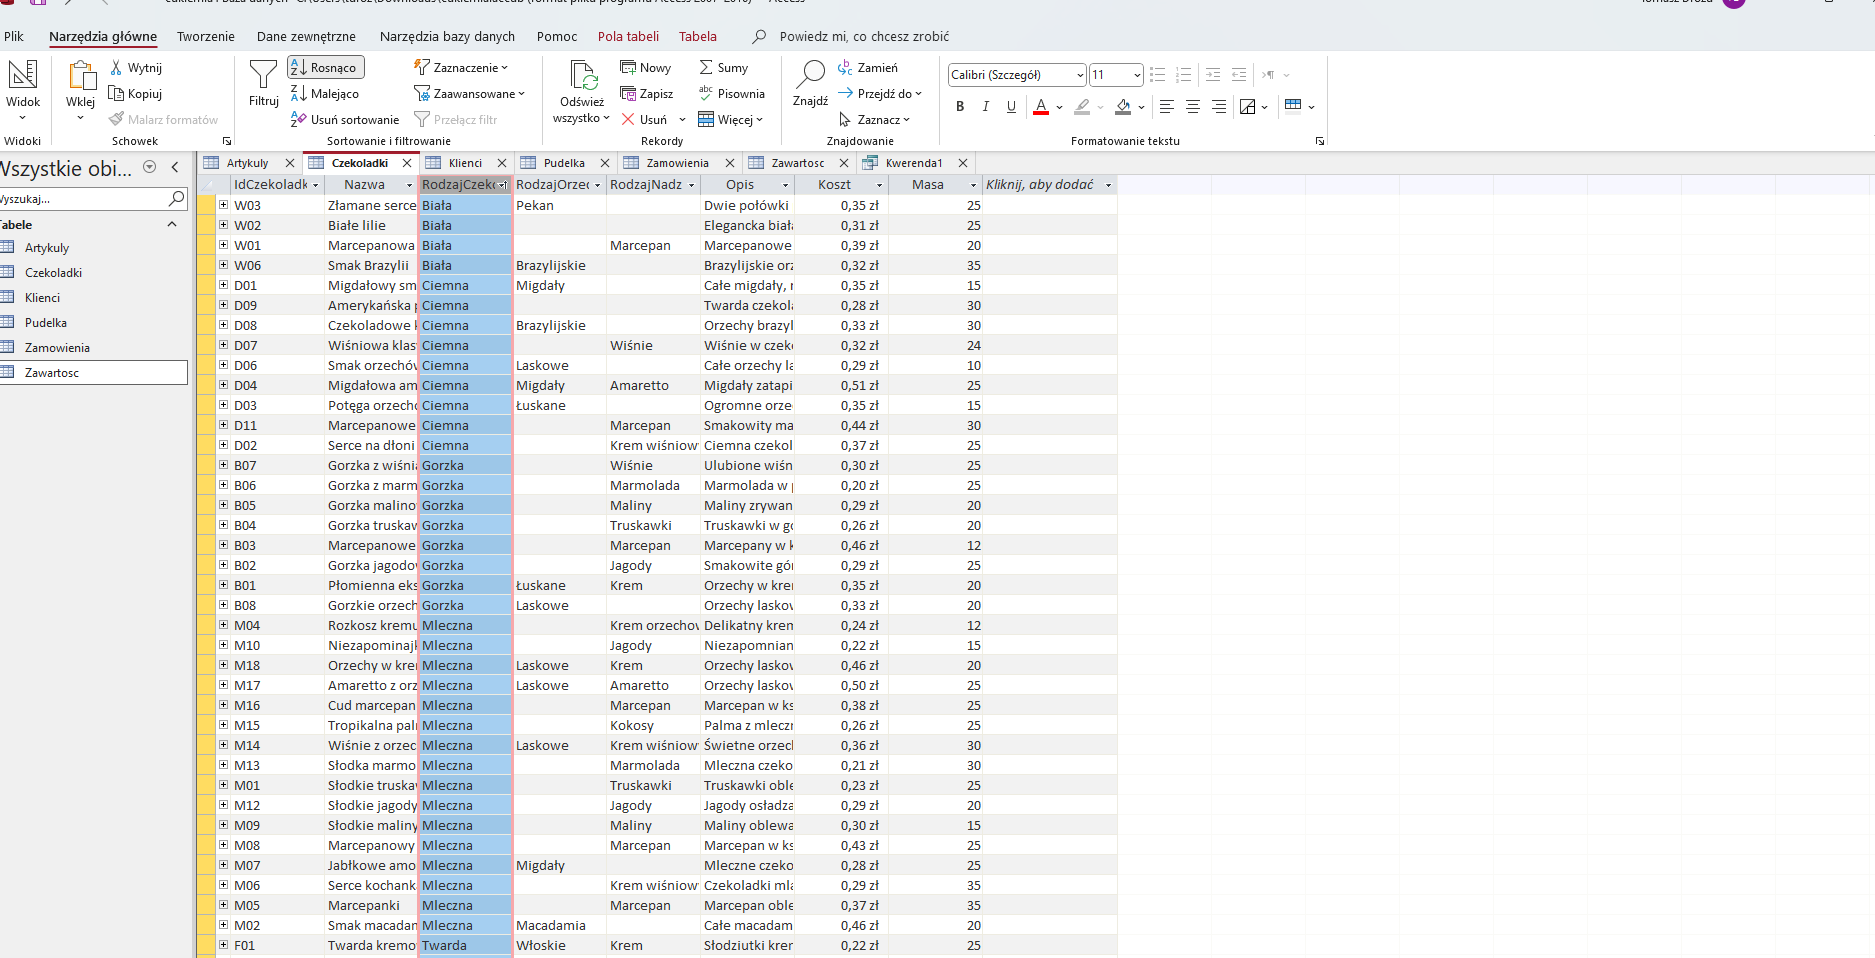 Plik Narzędzia główne Tworzenie Dane zewnętrzne Narzędzia bazy danych Pomoc Pola tabeli Tabela Powiedz mi, co chcesz zrobić
Widok
Widoki
Wklej
Wytnij
Kopiuj
Malarz formatów
Schowek
Filtruj
Rosnąco
Malejąco
Usuń sortowanie
Zaznaczenie
Zaawansowane
Przełącz filtr
Sortowanie i filtrowanie
Odśwież
wszystko
Nowy
Zapisz
Usuń
Sumy
Pisownia
Więcej
Rekordy
Znajdź
Zamień
Przejdź do
Zaznacz
Znajdowanie
Calibri (Szczegół) 11
B I U A
Formatowanie tekstu
Wszystkie obi...
Wyszukaj...
Tabele
Artykuly
Czekoladki
Klienci
Pudelka
Zamowienia
Zawartosc
Artykuly Czekoladki Klienci Pudelka Zamowienia Zawartosc Kwerenda1
IdCzekoladk Nazwa RodzajCzeko RodzajOrzec RodzajNadz Opis Koszt Masa Kliknij, aby dodać
W03 Złamane serce Biała Pekan Dwie połówki 0,35 zł 25
W02 Białe lilie Biała Elegancka biał 0,31 zł 25
W01 Marcepanowa Biała Marcepan Marcepanowe 0,39 zł 20
W06 Smak Brazylii Biała Brazylijskie Brazylijskie orz 0,32 zł 35
D01 Migdałowy sm Ciemna Migdały Całe migdały, r 0,35 zł 15
D09 Amerykańska p Ciemna Twarda czekola 0,28 zł 30
D08 Czekoladowe k Ciemna Brazylijskie Orzechy brazyl 0,33 zł 30
D07 Wiśniowa klas Ciemna Wiśnie Wiśnie w czek 0,32 zł 24
D06 Smak orzechów Ciemna Laskowe Całe orzechy la 0,29 zł 10
D04 Migdałowa am Ciemna Migdały Amaretto Migdały zatapi 0,51 zł 25
D03 Potęga orzech Ciemna Łuskane Ogromne orze 0,35 zł 15
D11 Marcepanowe Ciemna Marcepan Smakowity ma 0,44 zł 30
D02 Serce na dłoni Ciemna Krem wiśniow Ciemna czekol 0,37 zł 25
B07 Gorzka z wiśni Gorzka Wiśnie Ulubione wiśn 0,30 zł 25
B06 Gorzka z marm Gorzka Marmolada Marmolada w p 0,20 zł 25
B05 Gorzka malino Gorzka Maliny Maliny zrywan 0,29 zł 20
B04 Gorzka truskaw Gorzka Truskawki Truskawki w go 0,26 zł 20
B03 Marcepanowe Gorzka Marcepan Marcepany w k 0,46 zł 12
B02 Gorzka jagodo Gorzka Jagody Smakowite gór 0,29 zł 25
B01 Płomienna eks Gorzka Łuskane Krem Orzechy w krem 0,35 zł 20
B08 Gorzkie orzech Gorzka Laskowe Orzechy laskow 0,33 zł 20
M04 Rozkosz kremu Mleczna Krem orzechow Delikatny krem 0,24 zł 12
M10 Niezapominajk Mleczna Jagody Niezapomnian 0,22 zł 15
M18 Orzechy w kre Mleczna Laskowe Krem Orzechy laskow 0,46 zł 20
M17 Amaretto z orz Mleczna Laskowe Amaretto Orzechy laskow 0,50 zł 25
M16 Cud marcepan Mleczna Marcepan Marcepan w ks 0,38 zł 25
M15 Tropikalna pal Mleczna Kokosy Palma z mleczn 0,26 zł 25
M14 Wiśnie z orzec Mleczna Laskowe Krem wiśniow Świetne orzech 0,36 zł 30
M13 Słodka marmo Mleczna Marmolada Mleczna czeko 0,21 zł 30
M01 Słodkie truska Mleczna Truskawki Truskawki oble 0,23 zł 25
M12 Słodkie jagody Mleczna Jagody Jagody osładza 0,29 zł 20
M09 Słodkie maliny Mleczna Maliny Maliny oblewa 0,30 zł 15
M08 Marcepanowy Mleczna Marcepan Marcepan w ks 0,43 zł 25
M07 Jabłkowe amo Mleczna Migdały Mleczne czeko 0,28 zł 25
M06 Serce kochank Mleczna Krem wiśniow Czekoladki mla 0,29 zł 35
M05 Marcepanki Mleczna Marcepan Marcepan oble 0,37 zł 35
M02 Smak macadam Mleczna Macadamia Całe macadam 0,46 zł 20
F01 Twarda kremo Twarda Włoskie Krem Słodziutki krem 0,22 zł 25